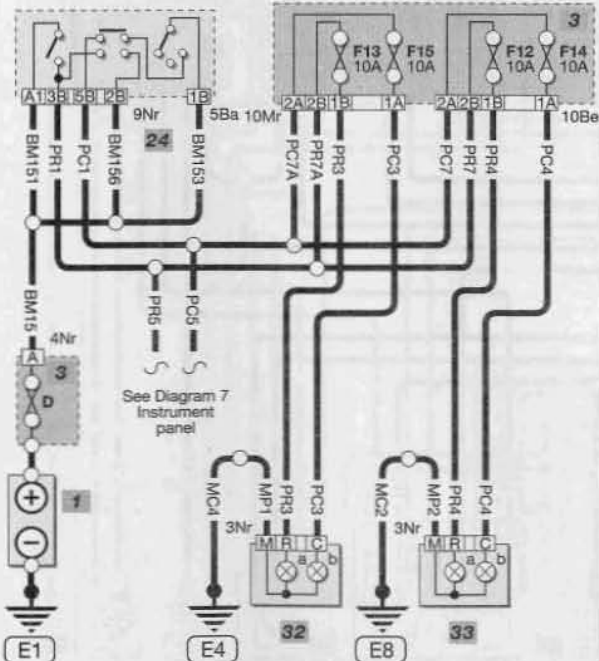 3
F13 F15 F12 F14
10A 10A 10A 10A
A1 3B 5B 2B 1B 2A 2B 1B 1A 2A 2B 1B 1A
9Nr 5Ba 10Mr 10Be
24
BM151 PR1 PC1 BM156 BM153 PC7A PR7A PR3 PC3 PC7 PR7 PR4 PC4
BM15 PR5 PC5
4Nr
A
3
D
See Diagram 7
Instrument
panel
+
1
−
MC4 MP1 PR3 PC3 MC2 MP2 PR4 PC4
3Nr 3Nr
M R C M R C
a b a b
32 33
E1 E4 E8